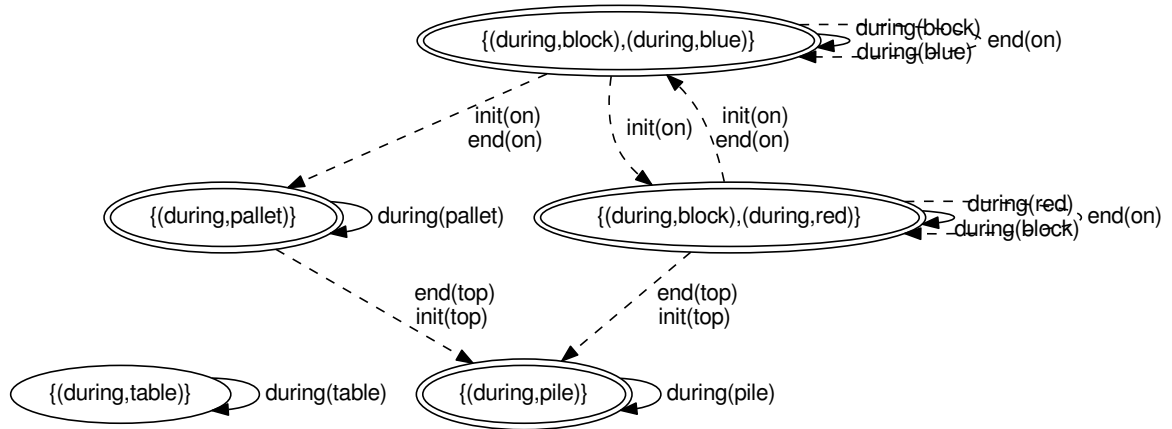 {(during,block),(during,blue)}
during(block)
during(blue)
end(on)
init(on)
end(on)
init(on)
init(on)
end(on)
{(during,pallet)}
during(pallet)
{(during,block),(during,red)}
during(red)
during(block)
end(on)
end(top)
init(top)
end(top)
init(top)
{(during,table)}
during(table)
{(during,pile)}
during(pile)